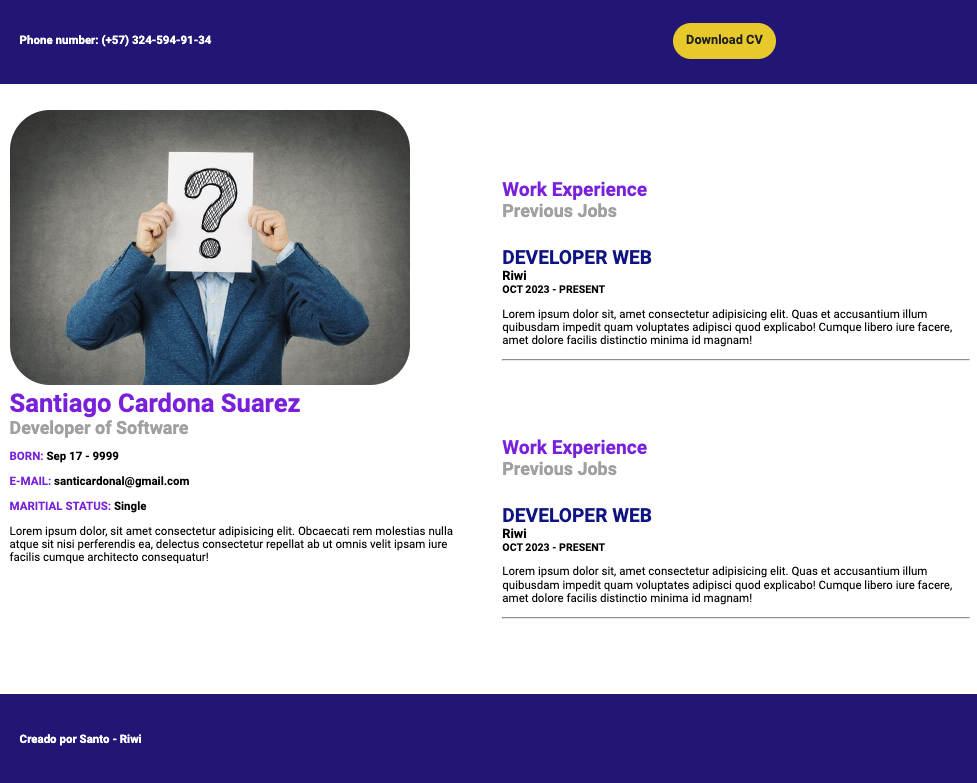 Phone number: (+57) 324-594-91-34
Download CV
?
Santiago Cardona Suarez
Developer of Software
BORN: Sep 17 - 9999
E-MAIL: santicardonal@gmail.com
MARITIAL STATUS: Single
Lorem ipsum dolor, sit amet consectetur adipisicing elit. Obcaecati rem molestias nulla
atque sit nisi perferendis ea, delectus consectetur repellat ab ut omnis velit ipsam iure
facilis cumque architecto consequatur!
Work Experience
Previous Jobs
DEVELOPER WEB
Riwi
OCT 2023 - PRESENT
Lorem ipsum dolor sit, amet consectetur adipisicing elit. Quas et accusantium illum
quibusdam impedit quam voluptates adipisci quod explicabo! Cumque libero iure facere,
amet dolore facilis distinctio minima id magnam!
Work Experience
Previous Jobs
DEVELOPER WEB
Riwi
OCT 2023 - PRESENT
Lorem ipsum dolor sit, amet consectetur adipisicing elit. Quas et accusantium illum
quibusdam impedit quam voluptates adipisci quod explicabo! Cumque libero iure facere,
amet dolore facilis distinctio minima id magnam!
Creado por Santo - Riwi